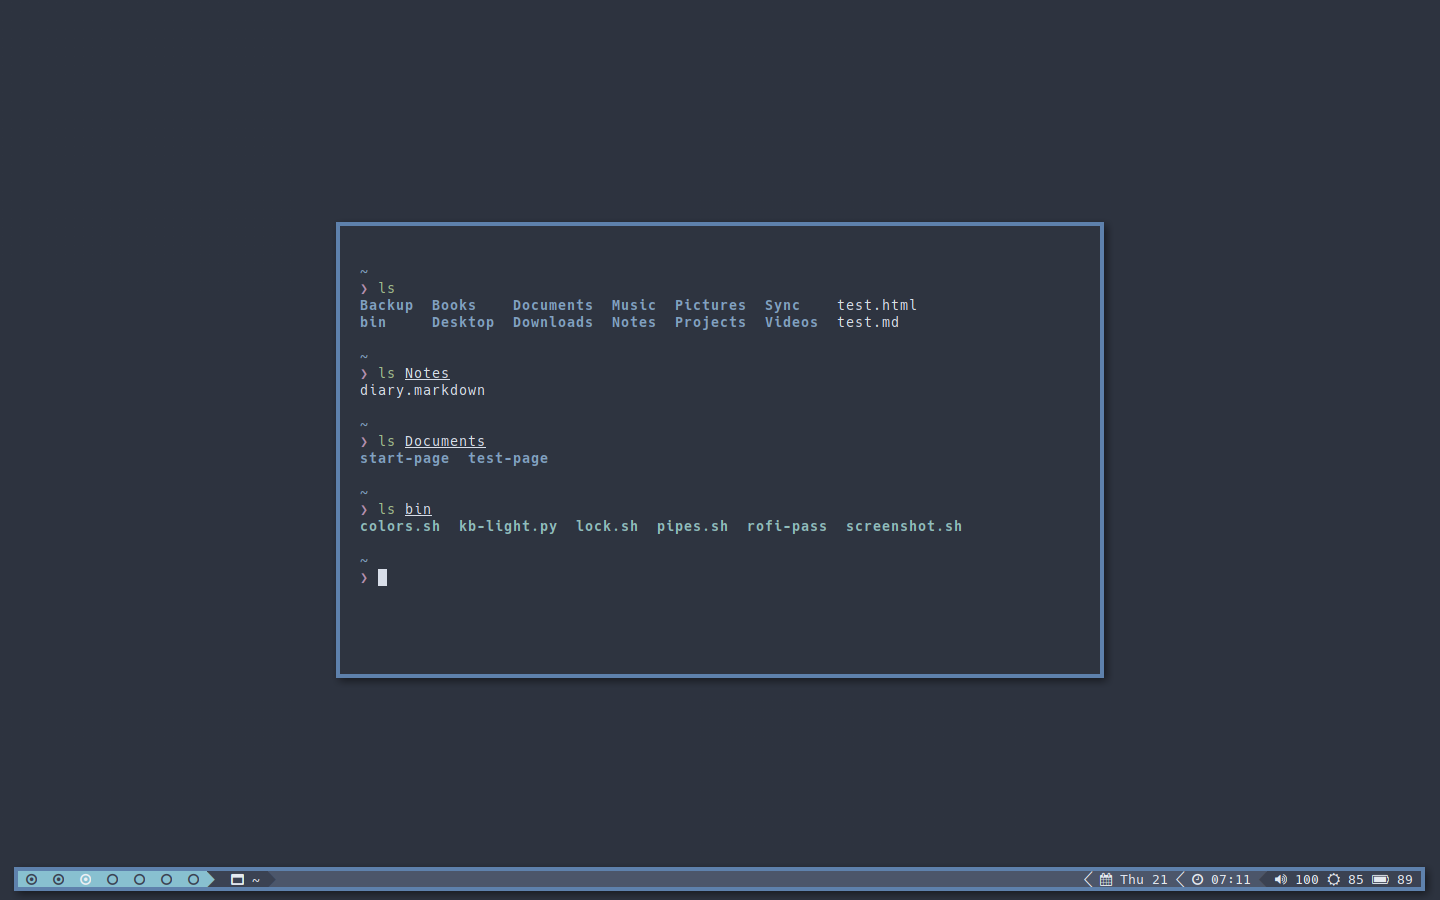 ~
❯ ls
Backup  Books    Documents  Music  Pictures  Sync    test.html
bin     Desktop  Downloads  Notes  Projects  Videos  test.md
~
❯ ls Notes
diary.markdown
~
❯ ls Documents
start-page  test-page
~
❯ ls bin
colors.sh  kb-light.py  lock.sh  pipes.sh  rofi-pass  screenshot.sh
~
❯
~ Thu 21 07:11 100 85 89